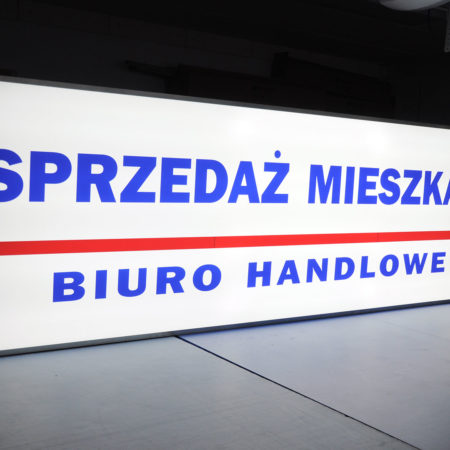 SPRZEDAŻ MIESZKA
BIURO HANDLOWE